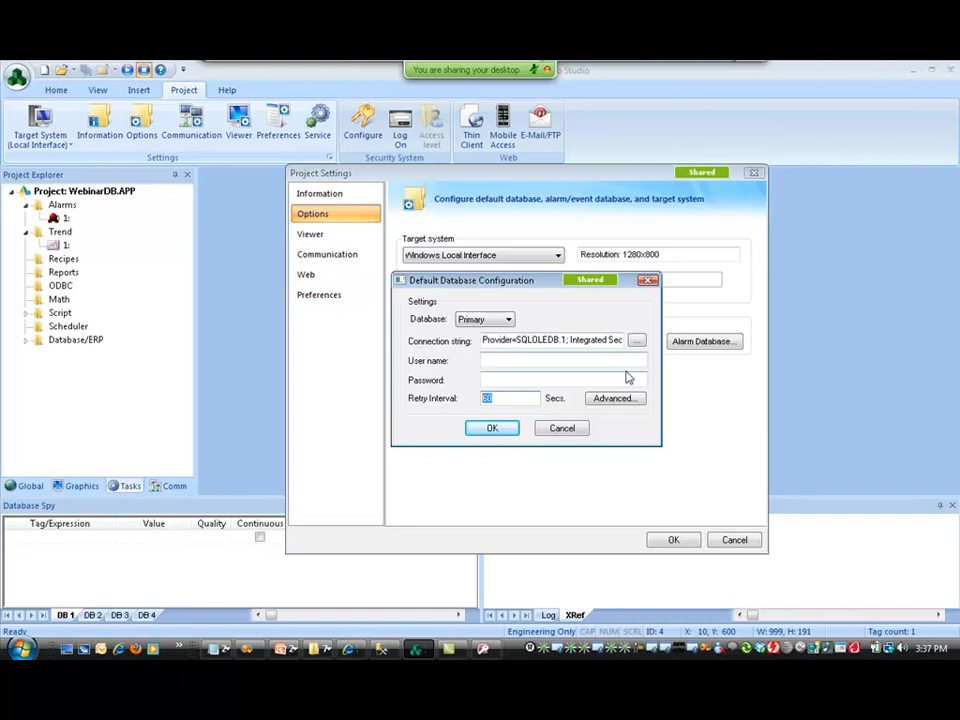 You are sharing your desktop
Studio
Home View Insert Project Help
Target System
(Local Interface)
Information Options Communication Viewer Preferences Service
Configure
Log
On
Access
level
Thin
Client
Mobile
Access
E-Mail/FTP
Settings
Security System
Web
Project Explorer
Project: WebinarDB.APP
Alarms
1:
Trend
1:
Recipes
Reports
ODBC
Math
Script
Scheduler
Database/ERP
Global Graphics Tasks Comm
Project Settings
Shared
Information
Options
Viewer
Communication
Web
Preferences
Configure default database, alarm/event database, and target system
Target system
Windows Local Interface
Resolution: 1280x800
Alarm Database...
Default Database Configuration
Shared
Settings
Database: Primary
Connection string: Provider=SQLOLEDB.1; Integrated Sec ...
User name:
Password:
Retry Interval: 60 Secs. Advanced...
OK Cancel
OK Cancel
Database Spy
Tag/Expression Value Quality Continuous
DB 1 DB 2 DB 3 DB 4
Log XRef
Ready
Engineering Only CAP NUM SCRL ID: 4 X: 10, Y: 600 W: 999, H: 191 Tag count: 1
3:37 PM